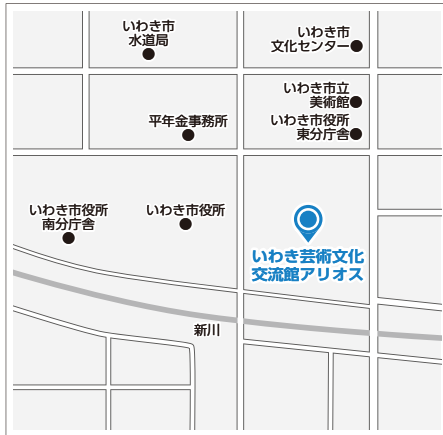 いわき市
水道局
いわき市
文化センター
いわき市立
美術館
平年金事務所
いわき市役所
東分庁舎
いわき市役所
南分庁舎
いわき市役所
いわき芸術文化
交流館アリオス
新川